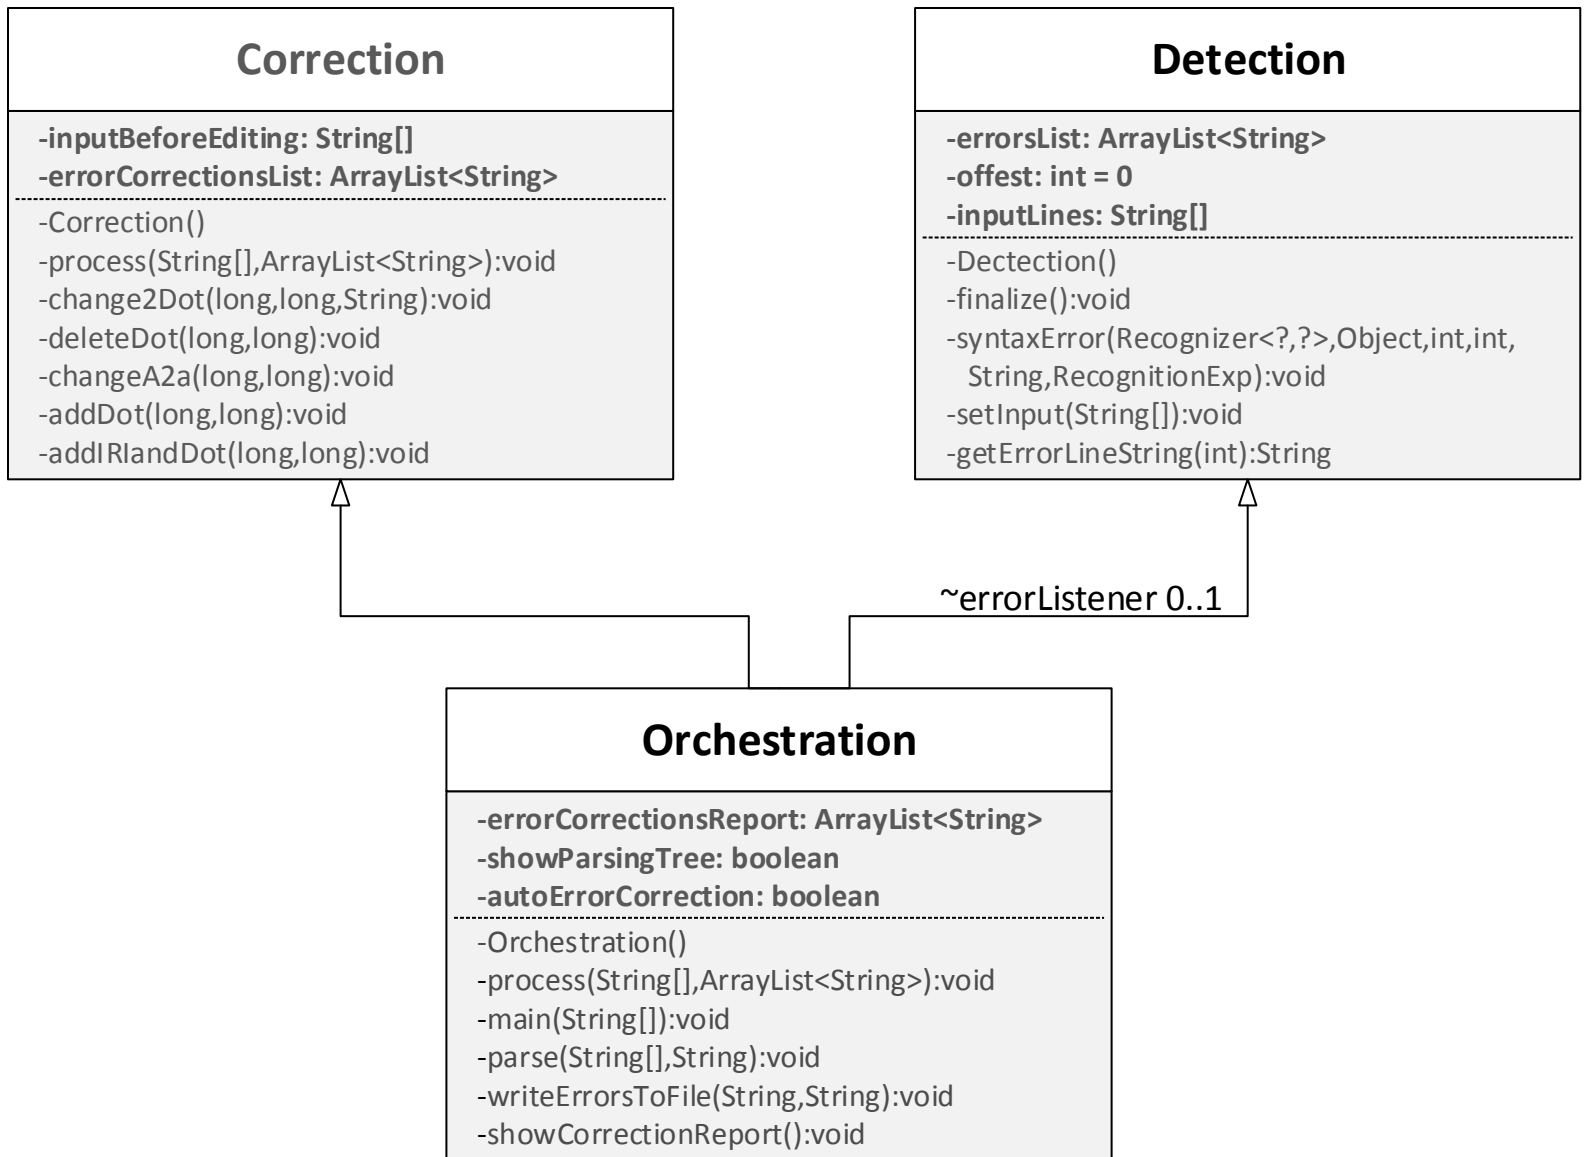 Correction
-inputBeforeEditing: String[]
-errorCorrectionsList: ArrayList<String>
-Correction()
-process(String[],ArrayList<String>):void
-change2Dot(long,long,String):void
-deleteDot(long,long):void
-changeA2a(long,long):void
-addDot(long,long):void
-addIRIandDot(long,long):void
Detection
-errorsList: ArrayList<String>
-offest: int = 0
-inputLines: String[]
-Dectection()
-finalize():void
-syntaxError(Recognizer<?,?>,Object,int,int,
String,RecognitionExp):void
-setInput(String[]):void
-getErrorLineString(int):String
~errorListener 0..1
Orchestration
-errorCorrectionsReport: ArrayList<String>
-showParsingTree: boolean
-autoErrorCorrection: boolean
-Orchestration()
-process(String[],ArrayList<String>):void
-main(String[]):void
-parse(String[],String):void
-writeErrorsToFile(String,String):void
-showCorrectionReport():void